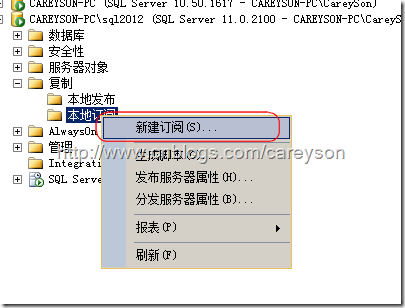 CAREYSON-PC (SQL Server 10.50.1617 - CAREYSON-PC\CareySon)
CAREYSON-PC\sql2012 (SQL Server 11.0.2100 - CAREYSON-PC\CareyS
数据库
安全性
服务器对象
复制
本地发布
本地订阅
新建订阅(S)...
AlwaysOn
生成脚本(C)...
管理
http://www.cnblogs.com/careyson
发布服务器属性(H)...
Integration
分发服务器属性(B)...
SQL Serve
报表(P)
刷新(F)